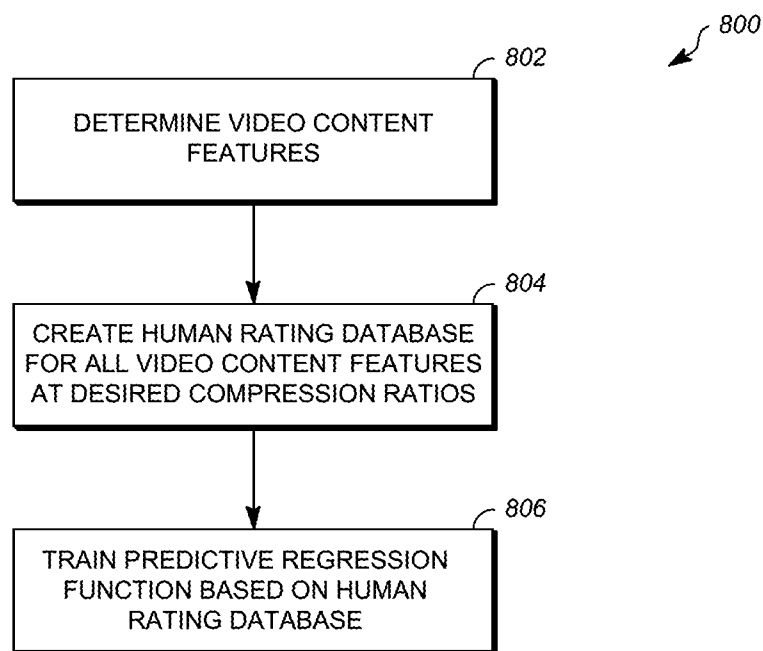 800
802
DETERMINE VIDEO CONTENT
FEATURES
804
CREATE HUMAN RATING DATABASE
FOR ALL VIDEO CONTENT FEATURES
AT DESIRED COMPRESSION RATIOS
806
TRAIN PREDICTIVE REGRESSION
FUNCTION BASED ON HUMAN
RATING DATABASE